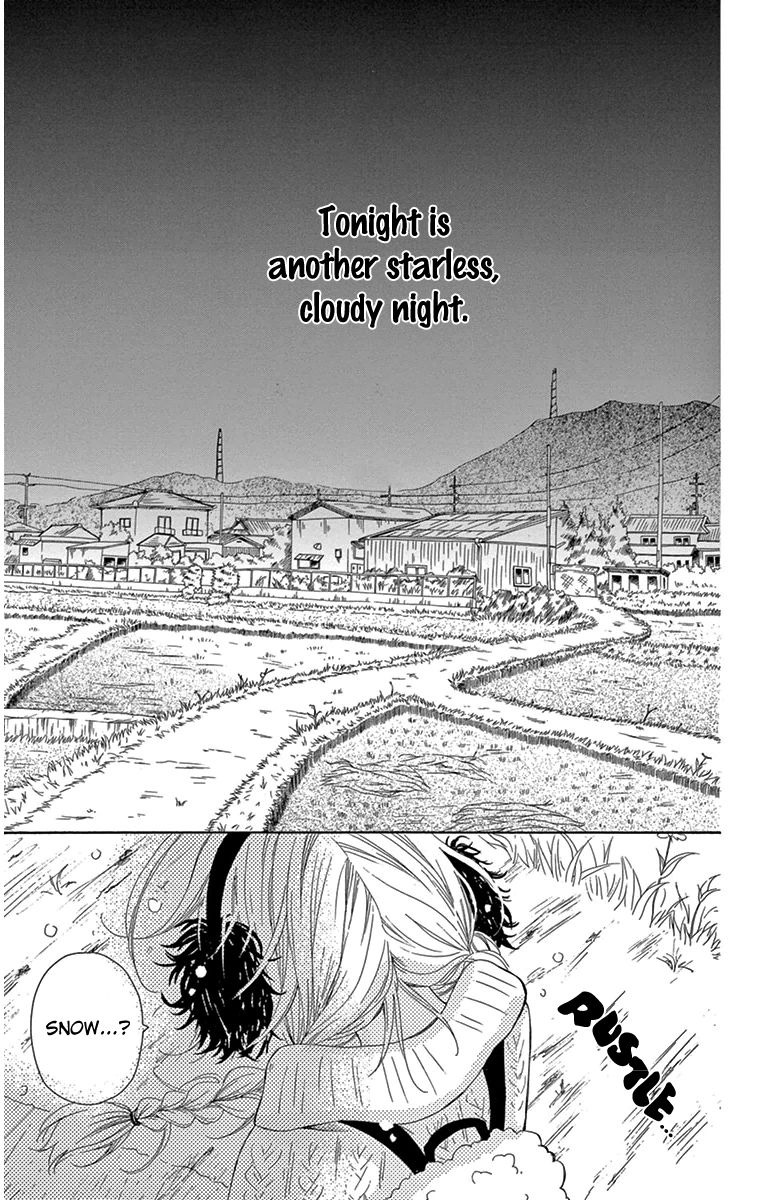 Tonight is
another starless,
cloudy night.
SNOW...?
RUSTLE...